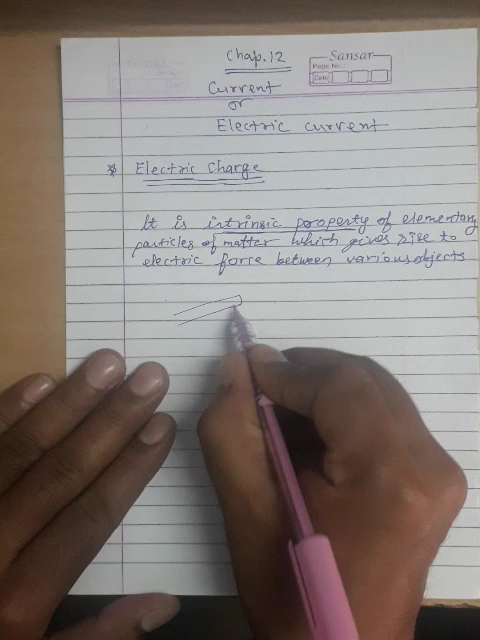 Chap.12
Sansar
Page No.:
Date
Current
or
Electric current
* Electric Charge
It is intrinsic property of elementary
particles of matter which gives rise to
electric force between various objects